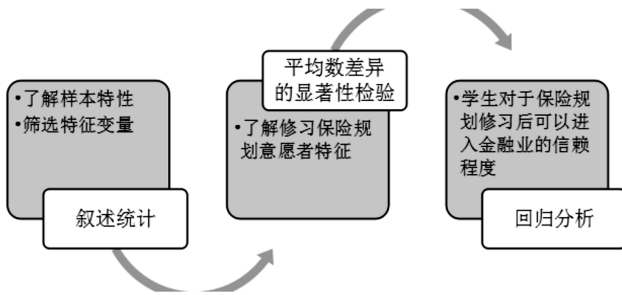 •了解样本特性
•筛选特征变量
叙述统计
平均数差异
的显著性检验
•了解修习保险规
划意愿者特征
•学生对于保险规
划修习后可以进
入金融业的信赖
程度
回归分析